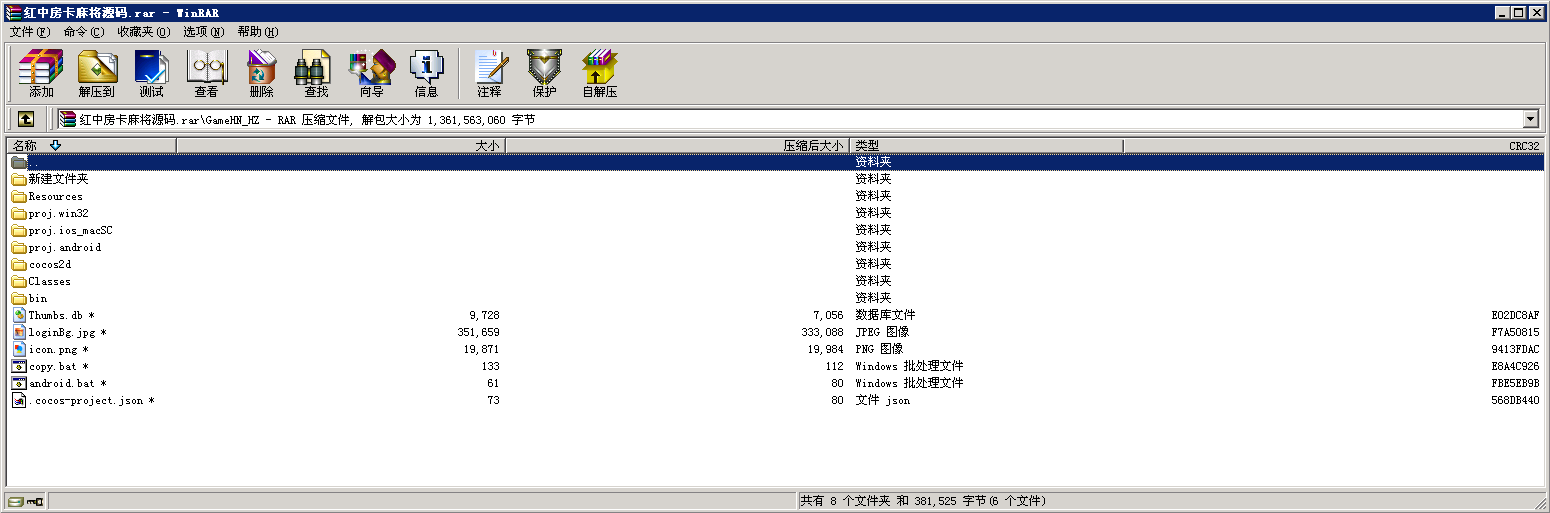 红中房卡麻将源码.rar - WinRAR
文件(F) 命令(C) 收藏夹(O) 选项(N) 帮助(H)
添加 解压到 测试 查看 删除 查找 向导 信息 注释 保护 自解压
红中房卡麻将源码.rar\GameHN_HZ - RAR 压缩文件, 解包大小为 1,361,563,060 字节
名称 大小 压缩后大小 类型 CRC32
.. 资料夹
新建文件夹 资料夹
Resources 资料夹
proj.win32 资料夹
proj.ios_macSC 资料夹
proj.android 资料夹
cocos2d 资料夹
Classes 资料夹
bin 资料夹
Thumbs.db * 9,728 7,056 数据库文件 E02DC8AF
loginBg.jpg * 351,659 333,088 JPEG 图像 F7A50815
icon.png * 19,871 19,984 PNG 图像 9413FDAC
copy.bat * 133 112 Windows 批处理文件 E8A4C926
android.bat * 61 80 Windows 批处理文件 FBE5EB9B
.cocos-project.json * 73 80 文件 json 568DB440
共有 8 个文件夹 和 381,525 字节(6 个文件)